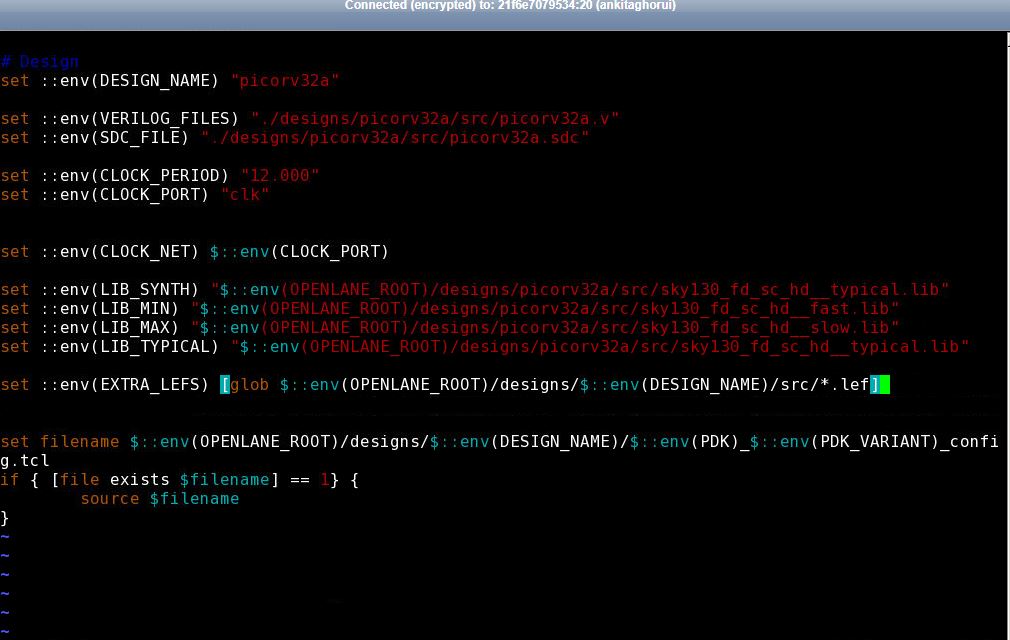 Connected (encrypted) to: 21f6e7079534:20 (ankitaghorui)
# Design
set ::env(DESIGN_NAME) "picorv32a"
set ::env(VERILOG_FILES) "./designs/picorv32a/src/picorv32a.v"
set ::env(SDC_FILE) "./designs/picorv32a/src/picorv32a.sdc"
set ::env(CLOCK_PERIOD) "12.000"
set ::env(CLOCK_PORT) "clk"
set ::env(CLOCK_NET) $::env(CLOCK_PORT)
set ::env(LIB_SYNTH) "$::env(OPENLANE_ROOT)/designs/picorv32a/src/sky130_fd_sc_hd__typical.lib"
set ::env(LIB_MIN) "$::env(OPENLANE_ROOT)/designs/picorv32a/src/sky130_fd_sc_hd__fast.lib"
set ::env(LIB_MAX) "$::env(OPENLANE_ROOT)/designs/picorv32a/src/sky130_fd_sc_hd__slow.lib"
set ::env(LIB_TYPICAL) "$::env(OPENLANE_ROOT)/designs/picorv32a/src/sky130_fd_sc_hd__typical.lib"
set ::env(EXTRA_LEFS) [glob $::env(OPENLANE_ROOT)/designs/$::env(DESIGN_NAME)/src/*.lef]
set filename $::env(OPENLANE_ROOT)/designs/$::env(DESIGN_NAME)/$::env(PDK)_$::env(PDK_VARIANT)_confi
g.tcl
if { [file exists $filename] == 1} {
        source $filename
}
~
~
~
~
~
~